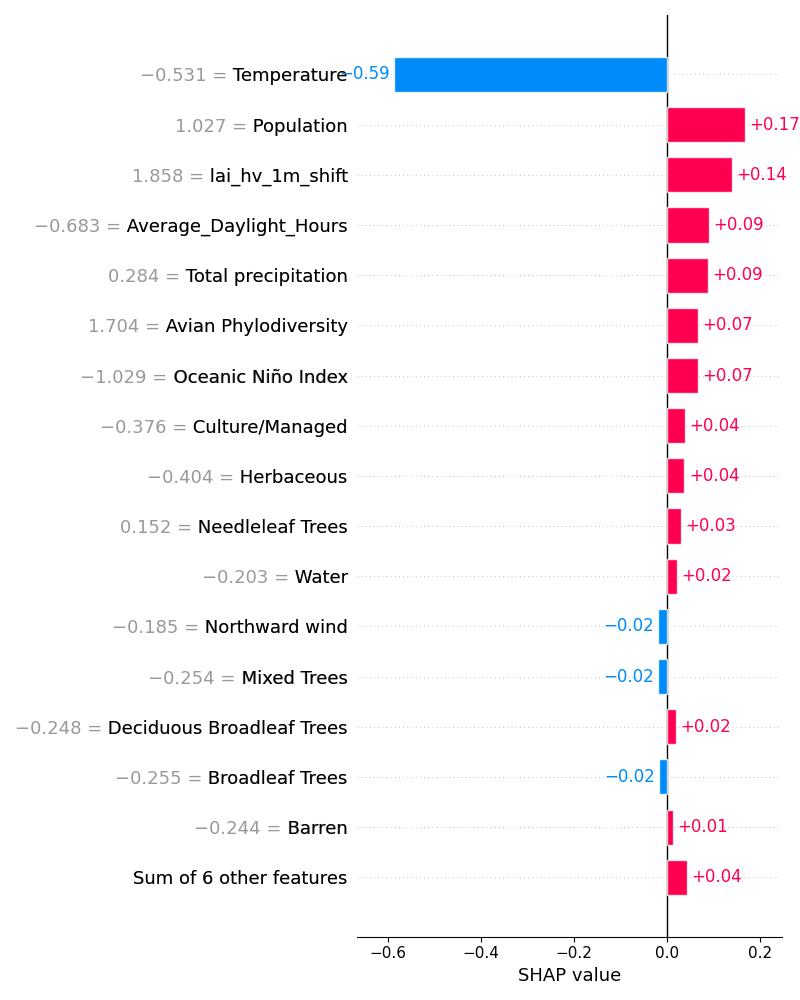 −0.531 = Temperature −0.59
1.027 = Population +0.17
1.858 = lai_hv_1m_shift +0.14
−0.683 = Average_Daylight_Hours +0.09
0.284 = Total precipitation +0.09
1.704 = Avian Phylodiversity +0.07
−1.029 = Oceanic Niño Index +0.07
−0.376 = Culture/Managed +0.04
−0.404 = Herbaceous +0.04
0.152 = Needleleaf Trees +0.03
−0.203 = Water +0.02
−0.185 = Northward wind −0.02
−0.254 = Mixed Trees −0.02
−0.248 = Deciduous Broadleaf Trees +0.02
−0.255 = Broadleaf Trees −0.02
−0.244 = Barren +0.01
Sum of 6 other features +0.04
−0.6 −0.4 −0.2 0.0 0.2
SHAP value